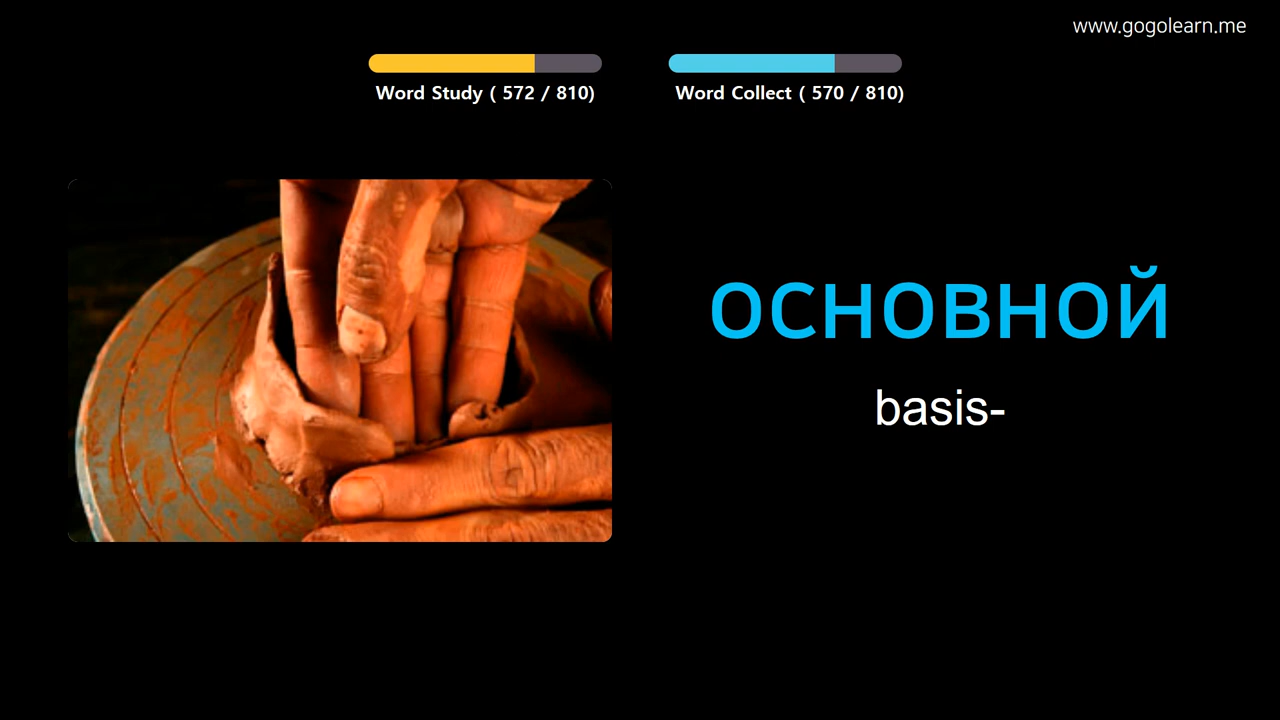 www.gogolearn.me
Word Study ( 572 / 810)
Word Collect ( 570 / 810)
основной
basis-